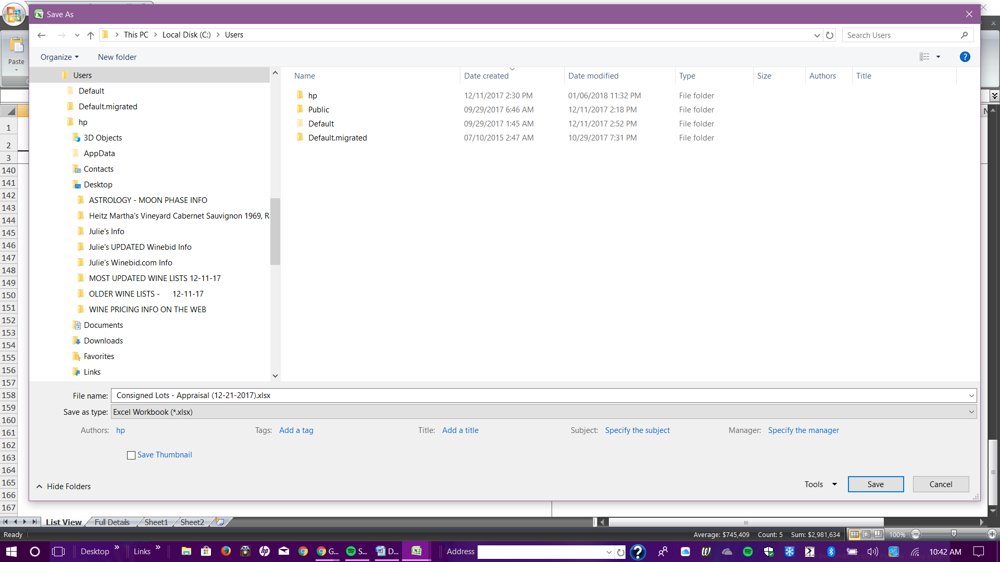 Save As
This PC > Local Disk (C:) > Users
Search Users
Paste
Organize
New folder
?
Users
Default
Default.migrated
hp
3D Objects
AppData
Contacts
Desktop
ASTROLOGY - MOON PHASE INFO
Heitz Martha's Vineyard Cabernet Sauvignon 1969, R
Julie's Info
Julie's UPDATED Winebid Info
Julie's Winebid.com Info
MOST UPDATED WINE LISTS 12-11-17
OLDER WINE LISTS - 12-11-17
WINE PRICING INFO ON THE WEB
Documents
Downloads
Favorites
Links
Name Date created Date modified Type Size Authors Title
hp 12/11/2017 2:30 PM 01/06/2018 11:32 PM File folder
Public 09/29/2017 6:46 AM 12/11/2017 2:18 PM File folder
Default 09/29/2017 1:45 AM 12/11/2017 2:52 PM File folder
Default.migrated 07/10/2015 2:47 AM 10/29/2017 7:31 PM File folder
1
2
3
140
141
142
143
144
145
146
147
148
149
150
151
152
153
154
155
156
157
158
159
160
161
162
163
164
165
166
167
File name: Consigned Lots - Appraisal (12-21-2017).xlsx
Save as type: Excel Workbook (*.xlsx)
Authors: hp Tags: Add a tag Title: Add a title Subject: Specify the subject Manager: Specify the manager
Save Thumbnail
Hide Folders
Tools
Save
Cancel
List View Full Details Sheet1 Sheet2
Ready
Average: $745,409 Count: 5 Sum: $2,981,634
100%
Desktop » Links » G... S... D... Address
10:42 AM